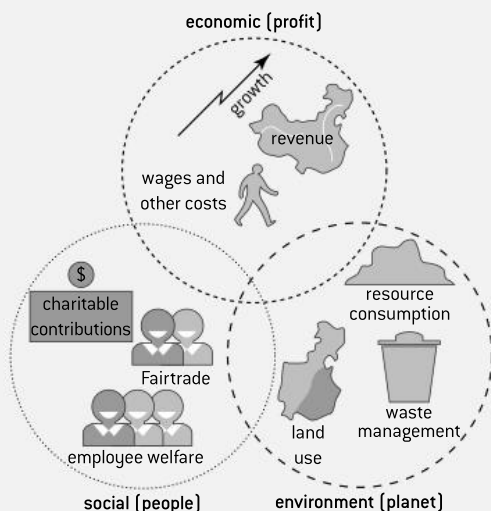 economic (profit)
growth
revenue
wages and
other costs
$
charitable
contributions
Fairtrade
employee welfare
social (people)
resource
consumption
land
use
waste
management
environment (planet)